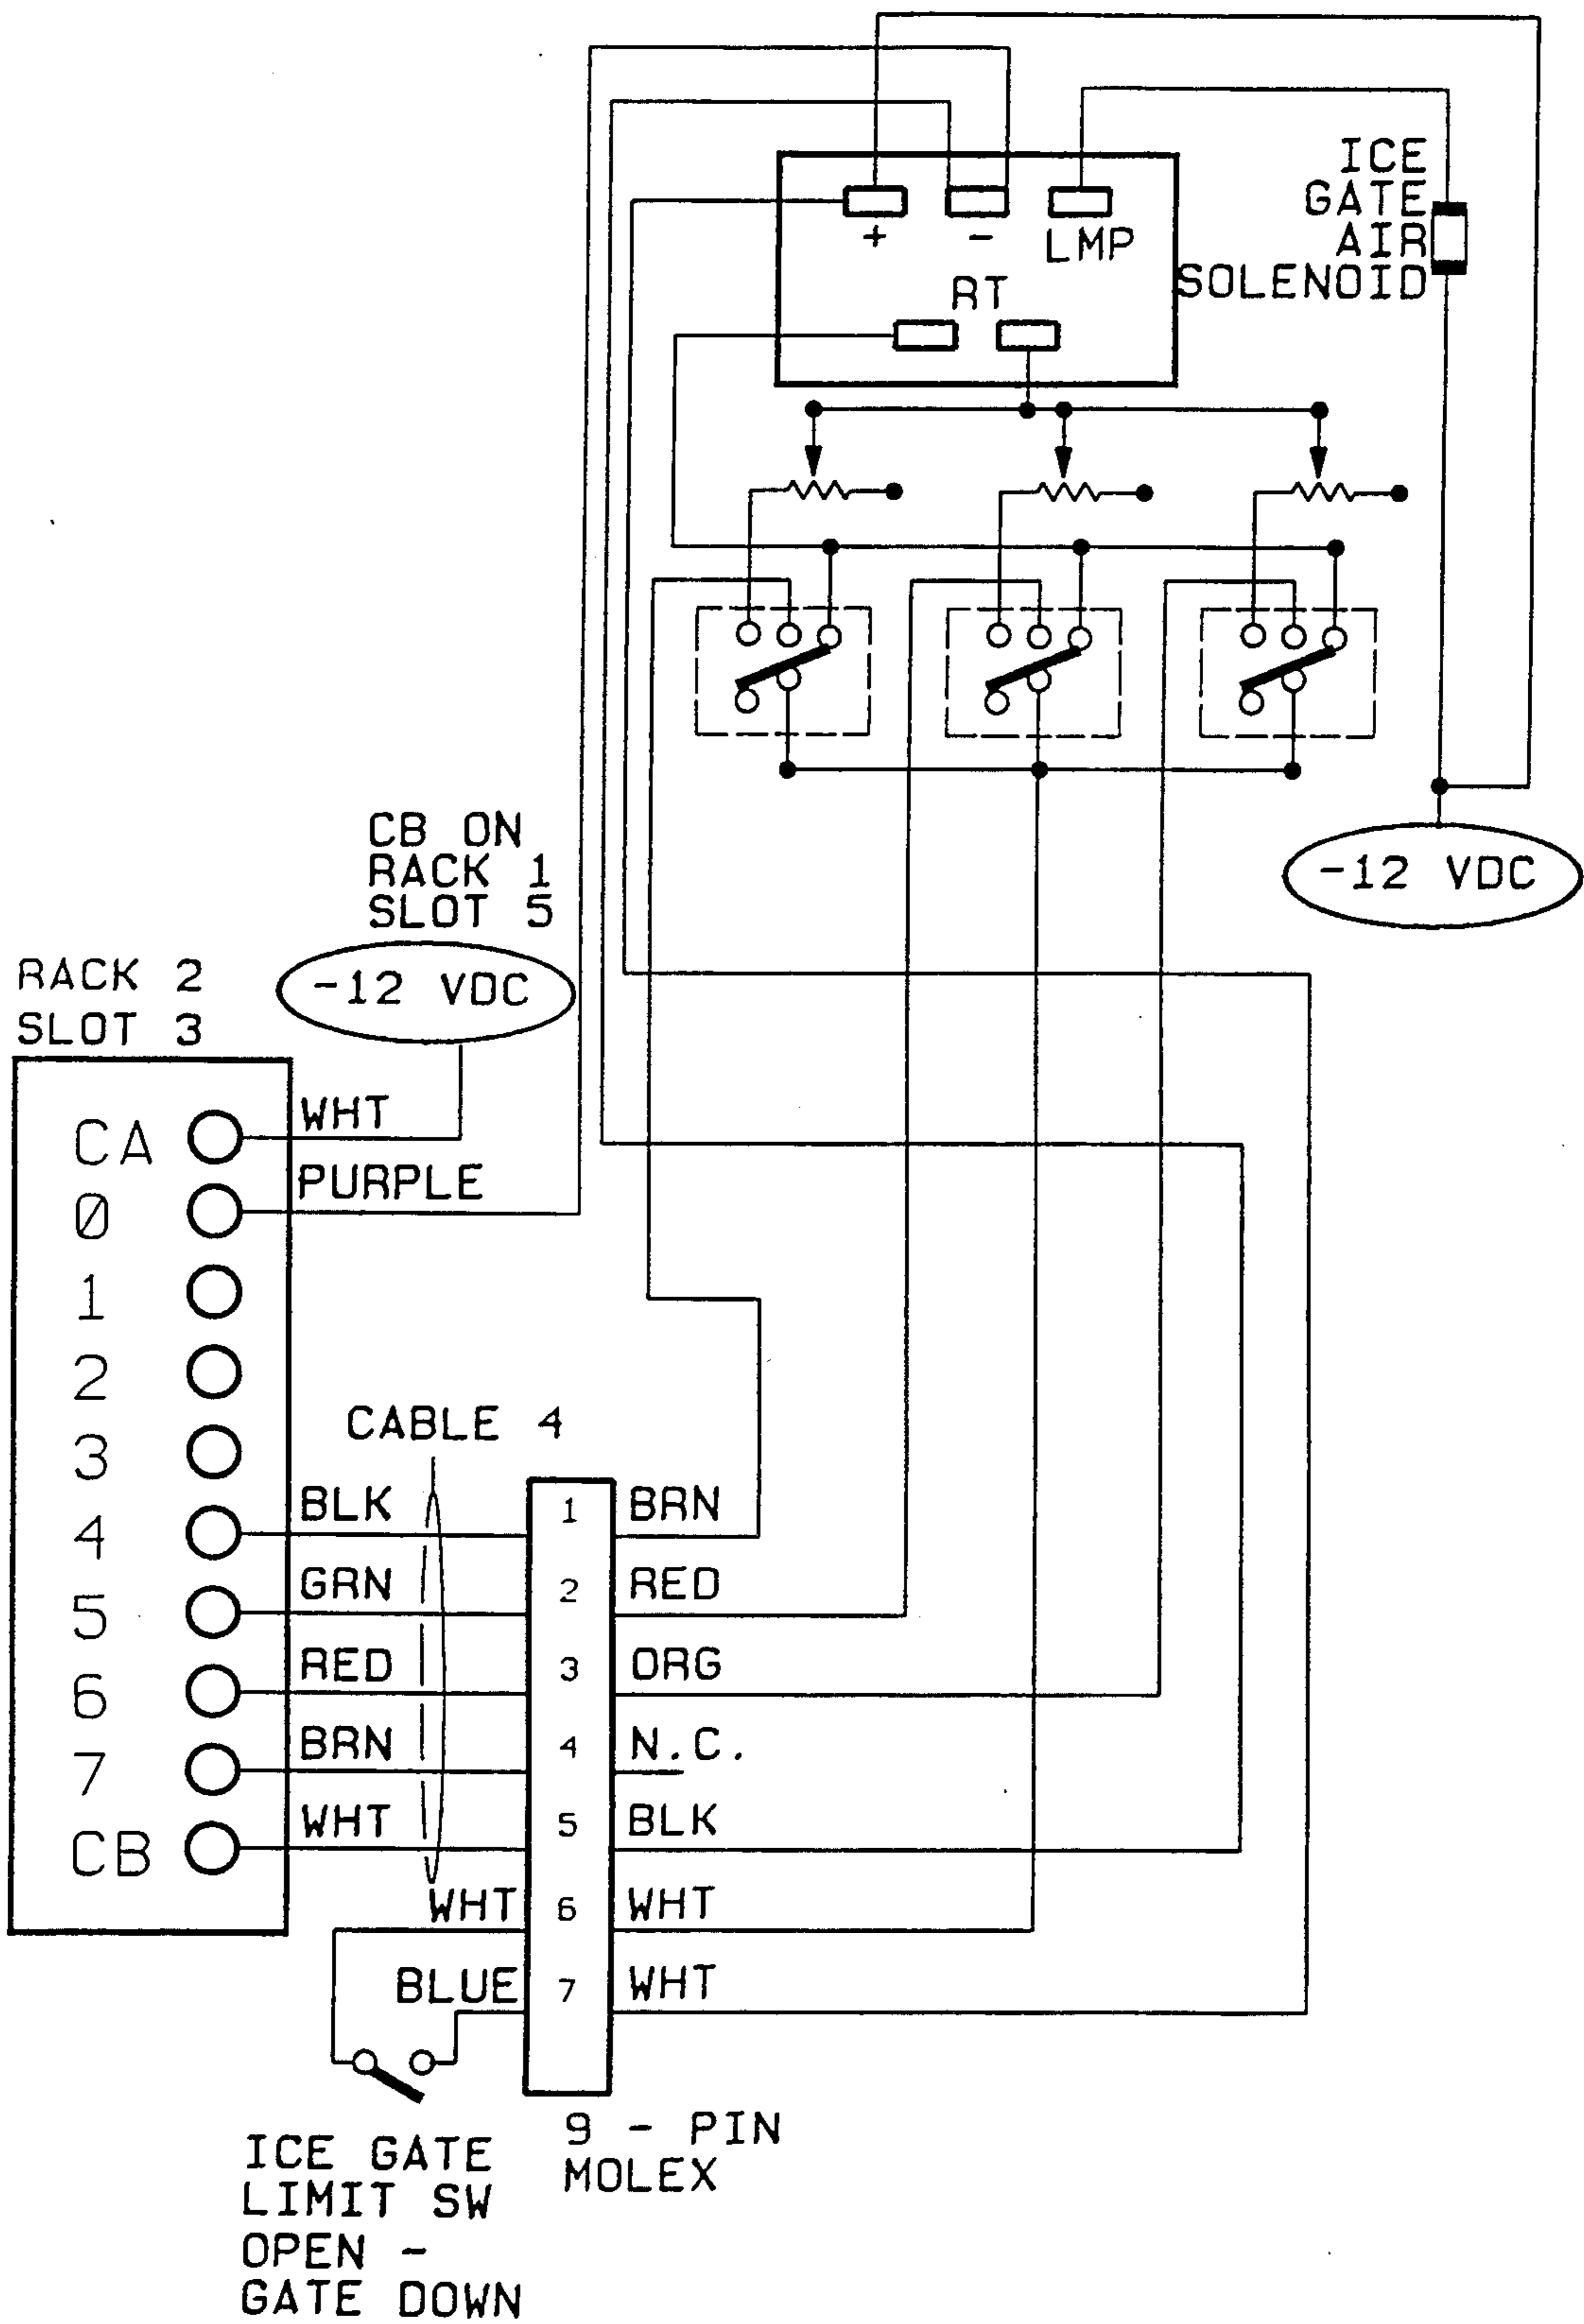 ICE
GATE
AIR
SOLENOID
+ - LMP
RT
-12 VDC
CB ON
RACK 1
SLOT 5
-12 VDC
RACK 2
SLOT 3
CA WHT
0 PURPLE
1
2
3
CABLE 4
4 BLK 1 BRN
5 GRN 2 RED
6 RED 3 ORG
7 BRN 4 N.C.
CB WHT 5 BLK
WHT 6 WHT
BLUE 7 WHT
9 - PIN
MOLEX
ICE GATE
LIMIT SW
OPEN -
GATE DOWN